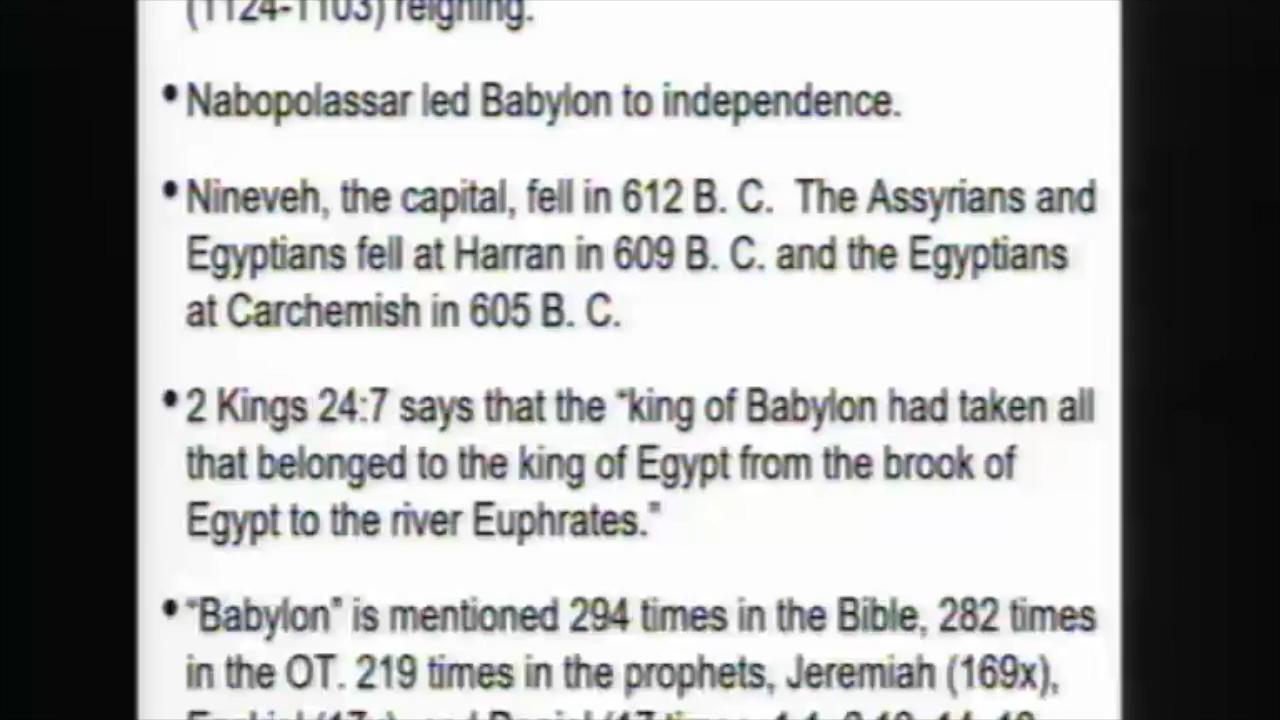 (1124-1103) reigning.
• Nabopolassar led Babylon to independence.
• Nineveh, the capital, fell in 612 B. C. The Assyrians and
Egyptians fell at Harran in 609 B. C. and the Egyptians
at Carchemish in 605 B. C.
• 2 Kings 24:7 says that the “king of Babylon had taken all
that belonged to the king of Egypt from the brook of
Egypt to the river Euphrates.”
• “Babylon” is mentioned 294 times in the Bible, 282 times
in the OT. 219 times in the prophets, Jeremiah (169x),